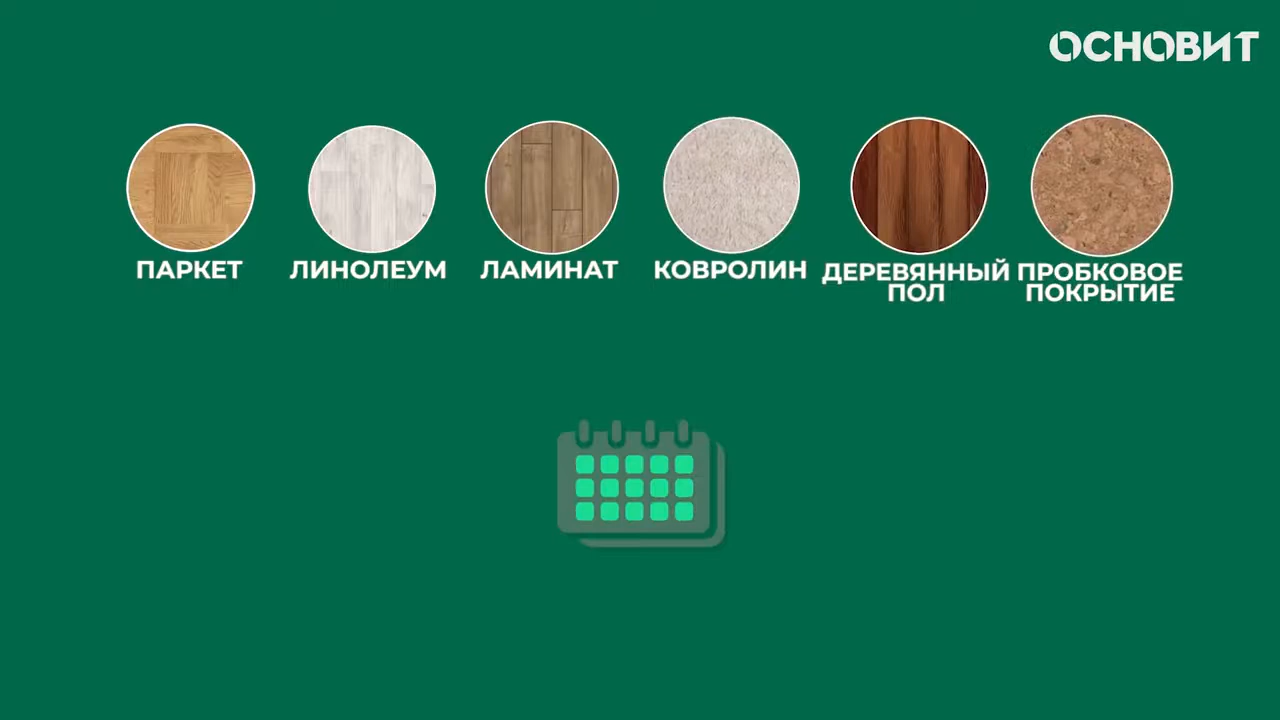 ОСНОВИТ
ПАРКЕТ
ЛИНОЛЕУМ
ЛАМИНАТ
КОВРОЛИН
ДЕРЕВЯННЫЙ
ПОЛ
ПРОБКОВОЕ
ПОКРЫТИЕ